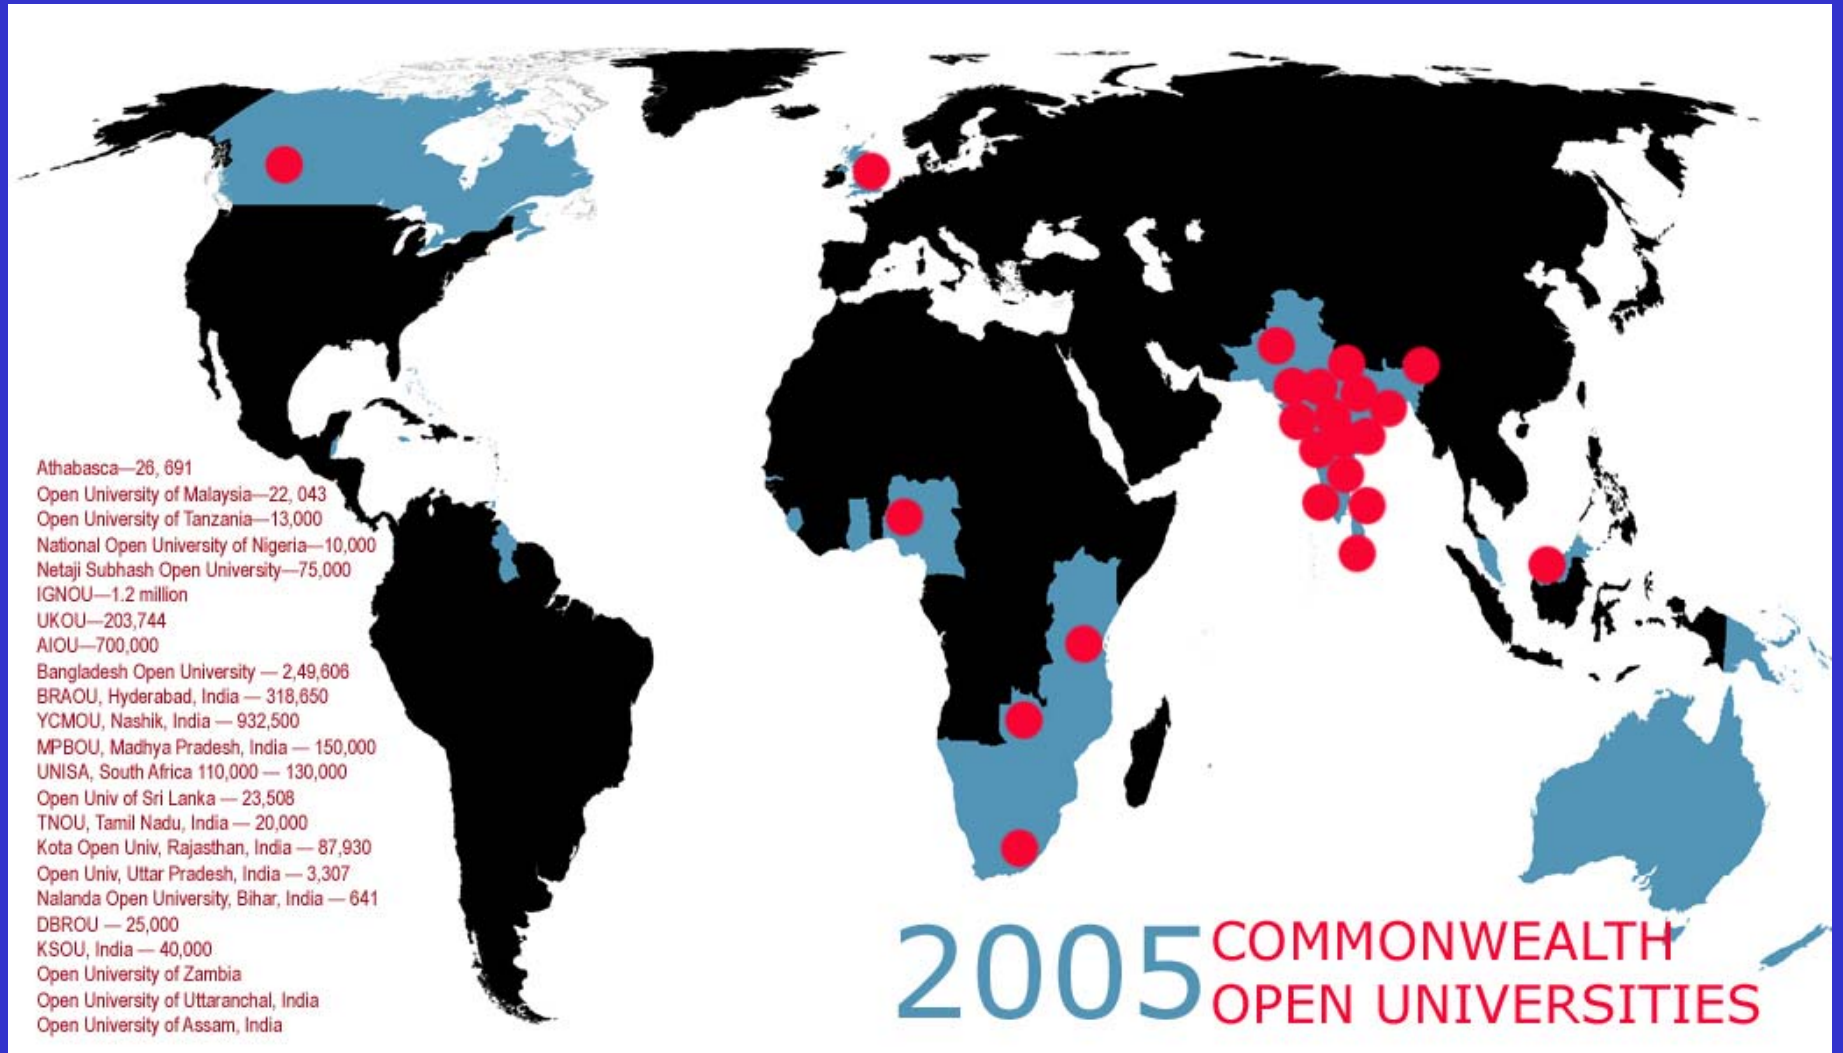 Athabasca—26, 691
Open University of Malaysia—22, 043
Open University of Tanzania—13,000
National Open University of Nigeria—10,000
Netaji Subhash Open University—75,000
IGNOU—1.2 million
UKOU—203,744
AIOU—700,000
Bangladesh Open University — 2,49,606
BRAOU, Hyderabad, India — 318,650
YCMOU, Nashik, India — 932,500
MPBOU, Madhya Pradesh, India — 150,000
UNISA, South Africa 110,000 — 130,000
Open Univ of Sri Lanka — 23,508
TNOU, Tamil Nadu, India — 20,000
Kota Open Univ, Rajasthan, India — 87,930
Open Univ, Uttar Pradesh, India — 3,307
Nalanda Open University, Bihar, India — 641
DBROU — 25,000
KSOU, India — 40,000
Open University of Zambia
Open University of Uttaranchal, India
Open University of Assam, India
2005 COMMONWEALTH
OPEN UNIVERSITIES